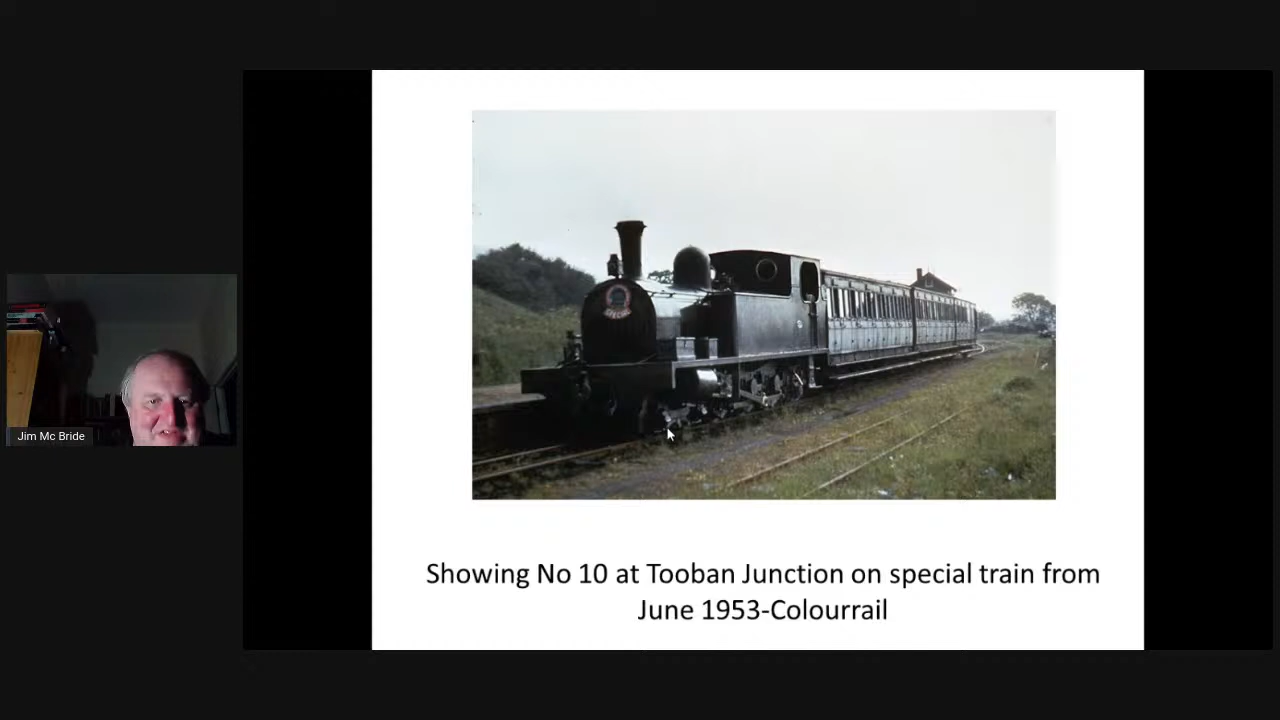 Jim Mc Bride
Showing No 10 at Tooban Junction on special train from
June 1953-Colourrail